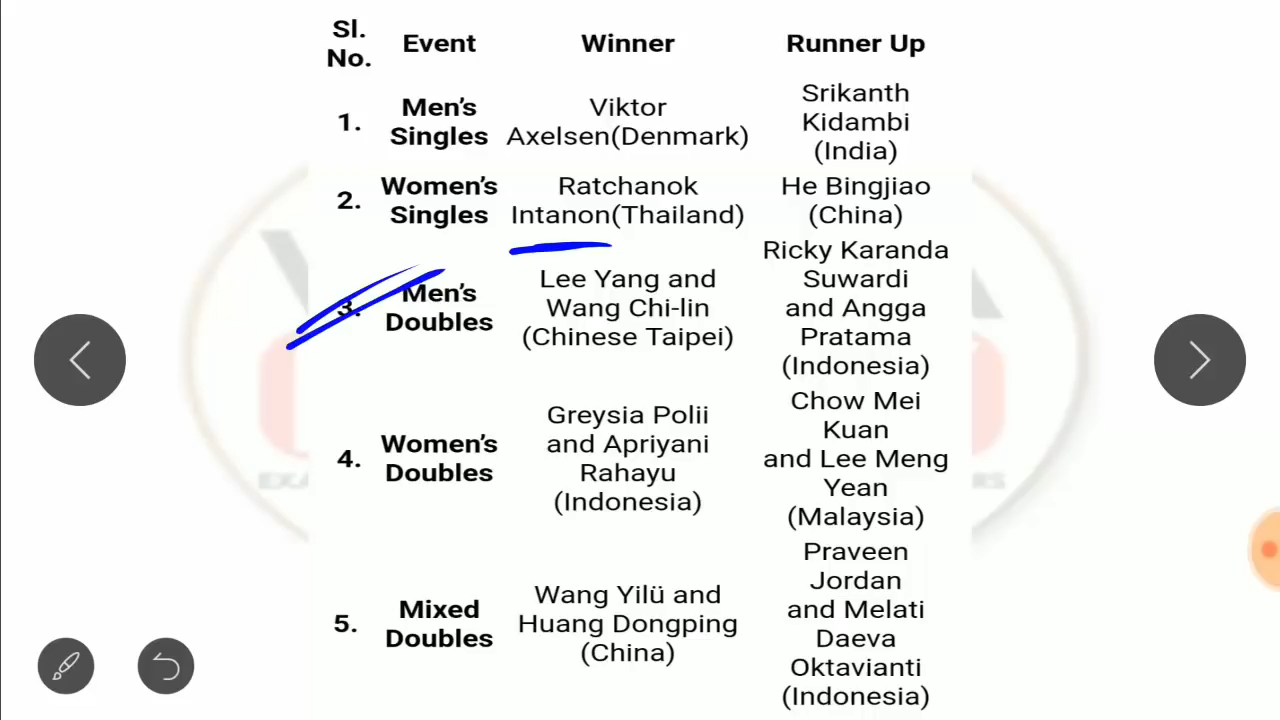 Sl. No. Event Winner Runner Up
1. Men's Singles Viktor Axelsen(Denmark) Srikanth Kidambi (India)
2. Women's Singles Ratchanok Intanon(Thailand) He Bingjiao (China)
3. Men's Doubles Lee Yang and Wang Chi-lin (Chinese Taipei) Ricky Karanda Suwardi and Angga Pratama (Indonesia)
4. Women's Doubles Greysia Polii and Apriyani Rahayu (Indonesia) Chow Mei Kuan and Lee Meng Yean (Malaysia)
5. Mixed Doubles Wang Yilü and Huang Dongping (China) Praveen Jordan and Melati Daeva Oktavianti (Indonesia)